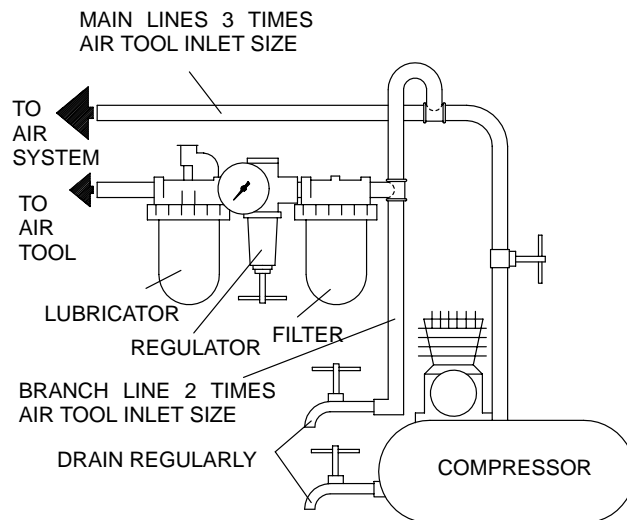 MAIN LINES 3 TIMES
AIR TOOL INLET SIZE
TO
AIR
SYSTEM
TO
AIR
TOOL
LUBRICATOR
REGULATOR
FILTER
BRANCH LINE 2 TIMES
AIR TOOL INLET SIZE
DRAIN REGULARLY
COMPRESSOR